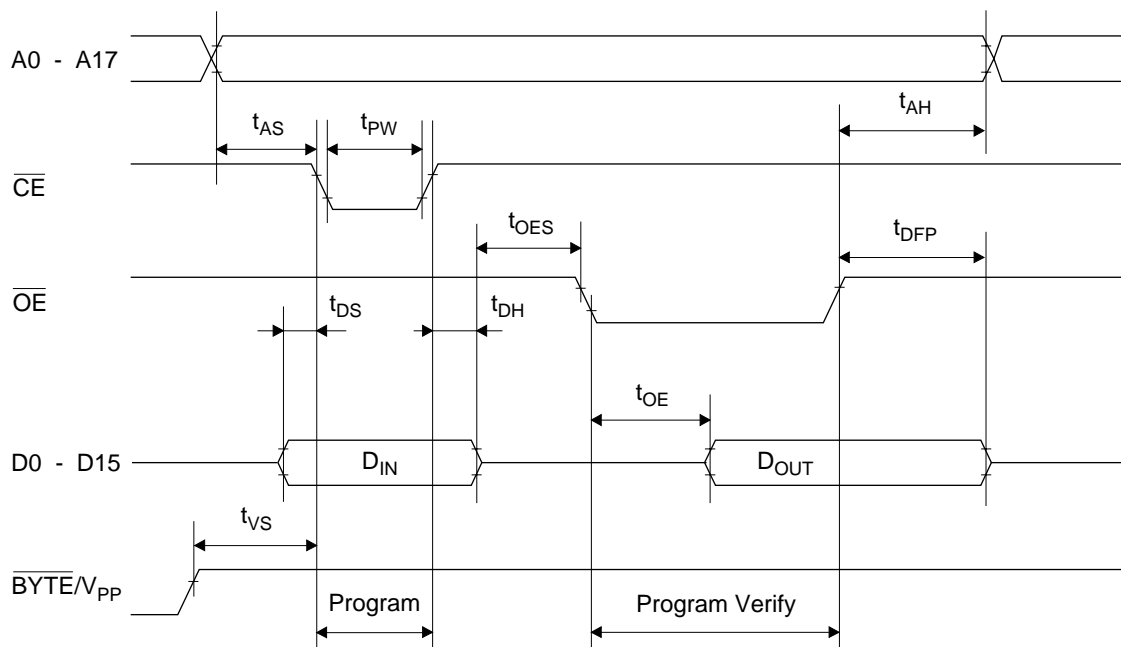 A0 - A17
tAS
tPW
tAH
CE
tOES
tDFP
OE
tDS
tDH
tOE
D0 - D15
DIN
DOUT
tVS
BYTE/VPP
Program
Program Verify